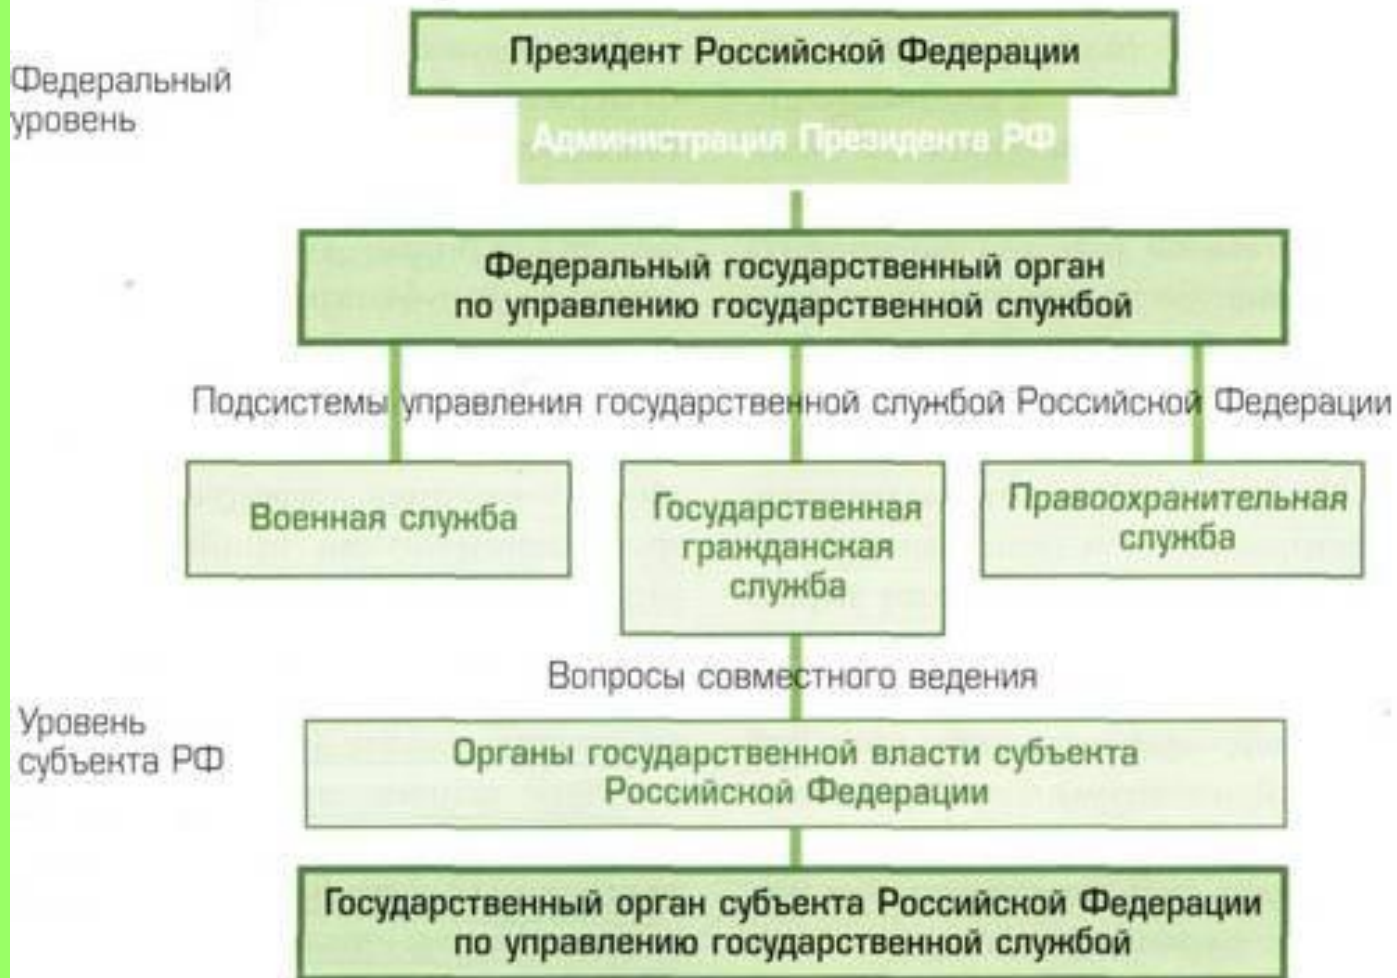 Президент Российской Федерации
Федеральный
уровень
Администрация Президента РФ
Федеральный государственный орган
по управлению государственной службой
Подсистемы управления государственной службой Российской Федерации
Военная служба
Государственная
гражданская
служба
Правоохранительная
служба
Вопросы совместного ведения
Уровень
субъекта РФ
Органы государственной власти субъекта
Российской Федерации
Государственный орган субъекта Российской Федерации
по управлению государственной службой